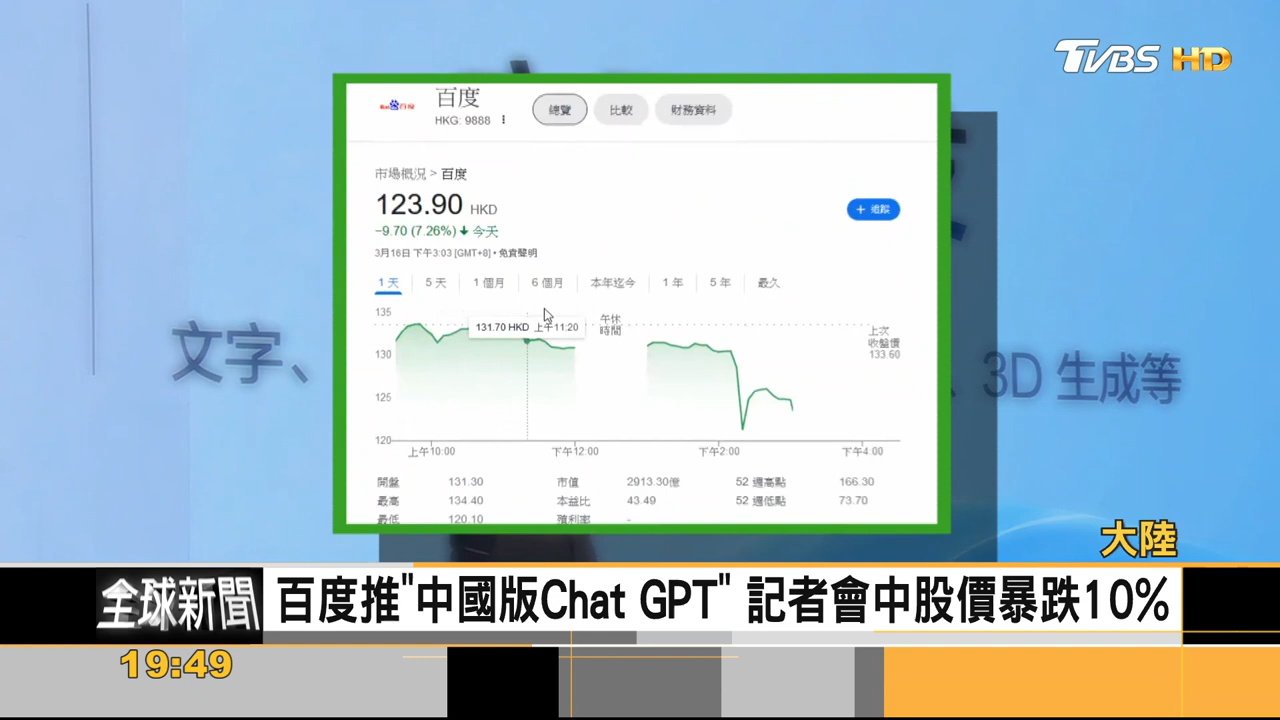 TVBS HD
Bai百度
百度
HKG: 9888
總覽
比較
財務資料
市場概況 > 百度
123.90 HKD
+ 追蹤
−9.70 (7.26%) ↓ 今天
3月16日 下午3:03 [GMT+8] • 免責聲明
1 天
5 天
1 個月
6 個月
本年迄今
1 年
5 年
最久
135
130
125
120
131.70 HKD 上午11:20
午休
時間
上次
收盤價
133.60
上午10:00
下午12:00
下午2:00
下午4:00
開盤 131.30 市值 2913.30億 52 週高點 166.30
最高 134.40 本益比 43.49 52 週低點 73.70
最低 120.10 殖利率 -
文字、
、3D 生成等
大陸
全球新聞
百度推"中國版Chat GPT" 記者會中股價暴跌10%
19:49